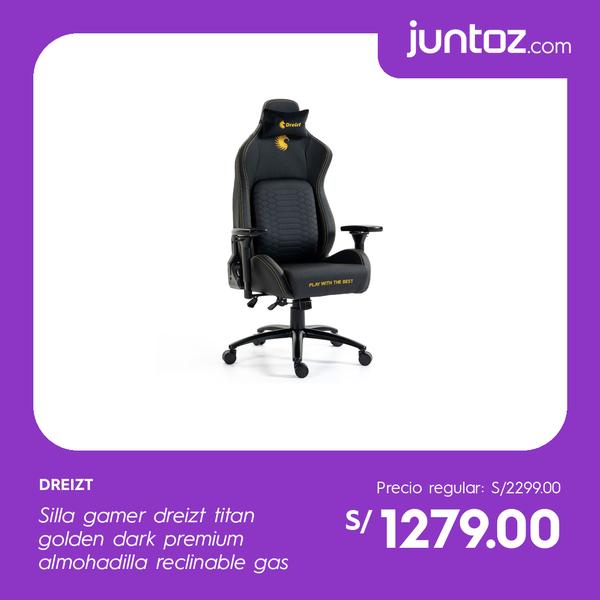 juntoz.com
Dreizt
PLAY WITH THE BEST
DREIZT
Silla gamer dreizt titan
golden dark premium
almohadilla reclinable gas
Precio regular: S/2299.00
S/ 1279.00